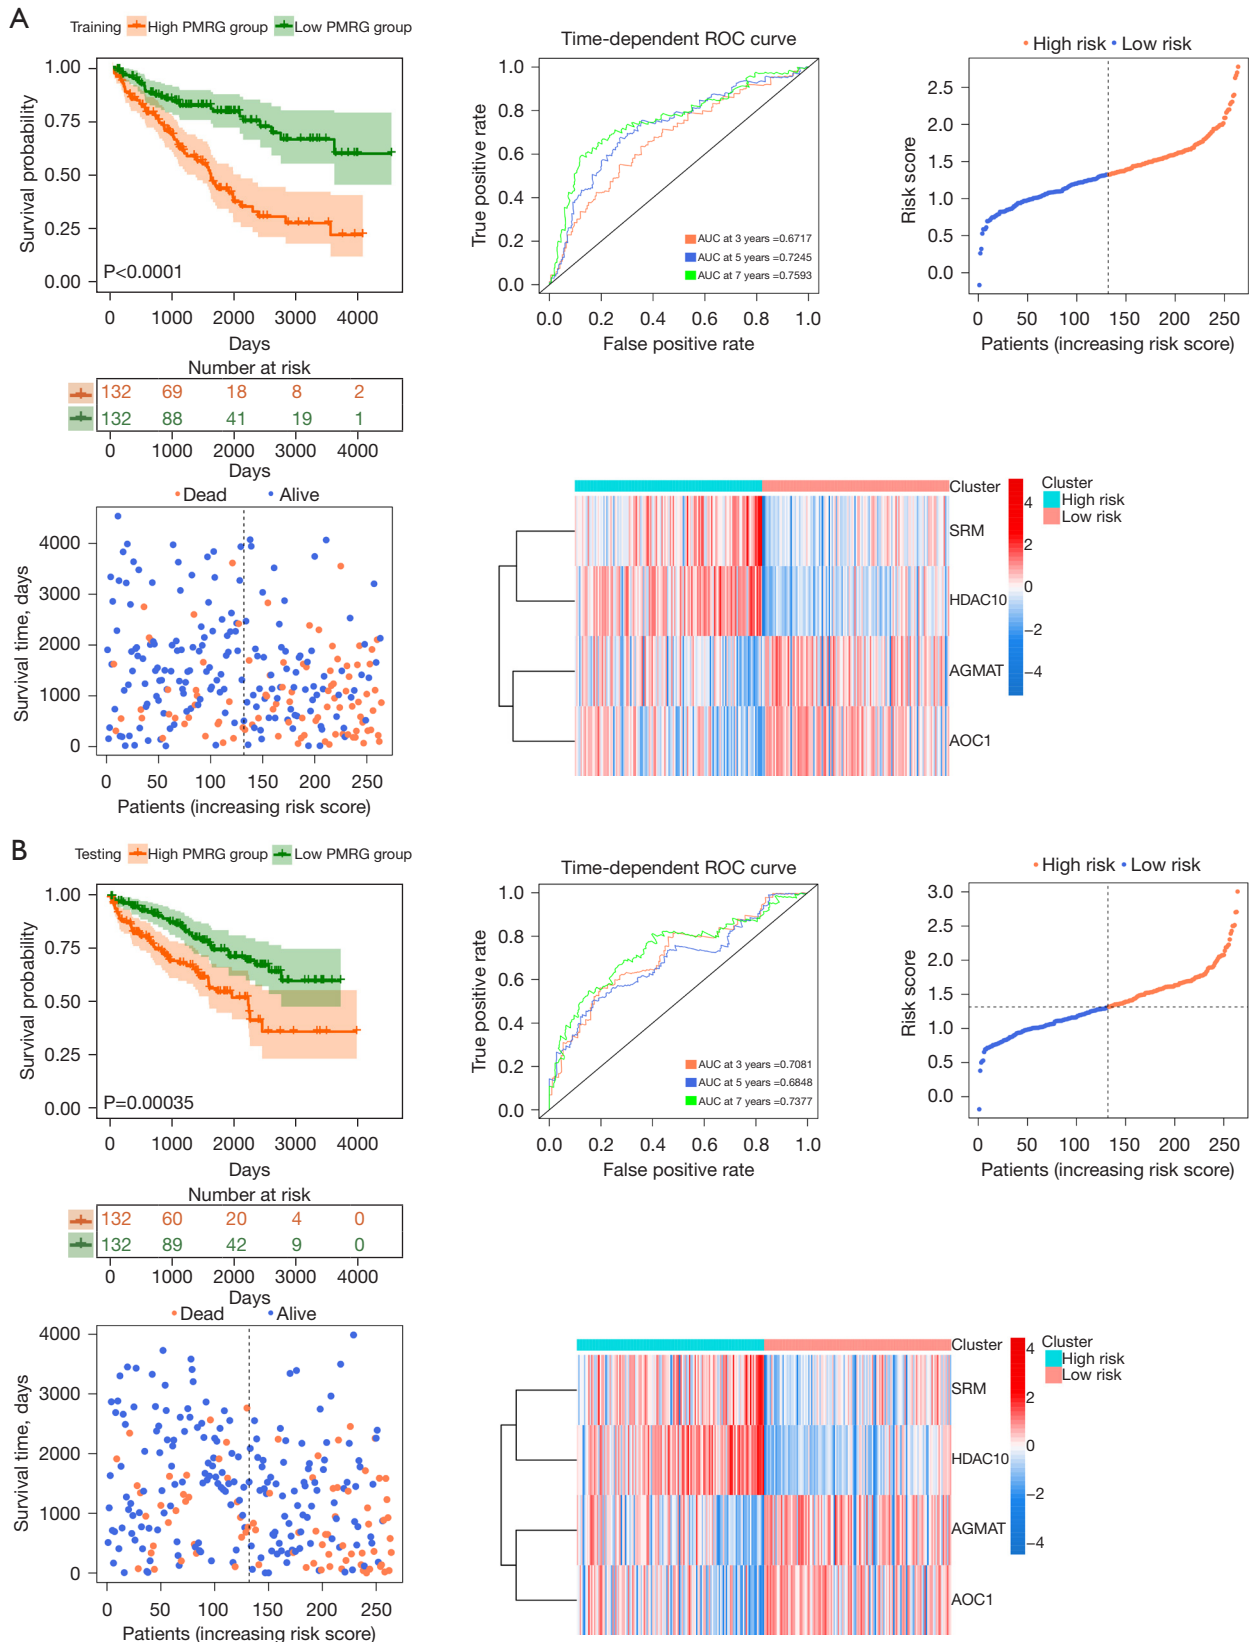 A
Training High PMRG group Low PMRG group
1.00
0.75
0.50
0.25
0.00
Survival probability
P<0.0001
0 1000 2000 3000 4000
Days
Number at risk
132 69 18 8 2
132 88 41 19 1
0 1000 2000 3000 4000
Days
Time-dependent ROC curve
1.0
0.8
0.6
0.4
0.2
0.0
True positive rate
AUC at 3 years =0.6717
AUC at 5 years =0.7245
AUC at 7 years =0.7593
0.0 0.2 0.4 0.6 0.8 1.0
False positive rate
High risk Low risk
2.5
2.0
1.5
1.0
0.5
0.0
Risk score
0 50 100 150 200 250
Patients (increasing risk score)
Dead Alive
4000
3000
2000
1000
0
Survival time, days
0 50 100 150 200 250
Patients (increasing risk score)
Cluster
SRM
HDAC10
AGMAT
AOC1
4
2
0
−2
−4
Cluster
High risk
Low risk
B
Testing High PMRG group Low PMRG group
1.00
0.75
0.50
0.25
0.00
Survival probability
P=0.00035
0 1000 2000 3000 4000
Days
Number at risk
132 60 20 4 0
132 89 42 9 0
0 1000 2000 3000 4000
Days
Time-dependent ROC curve
1.0
0.8
0.6
0.4
0.2
0.0
True positive rate
AUC at 3 years =0.7081
AUC at 5 years =0.6848
AUC at 7 years =0.7377
0.0 0.2 0.4 0.6 0.8 1.0
False positive rate
High risk Low risk
3.0
2.5
2.0
1.5
1.0
0.5
0.0
Risk score
0 50 100 150 200 250
Patients (increasing risk score)
Dead Alive
4000
3000
2000
1000
0
Survival time, days
0 50 100 150 200 250
Patients (increasing risk score)
Cluster
SRM
HDAC10
AGMAT
AOC1
4
2
0
−2
−4
Cluster
High risk
Low risk